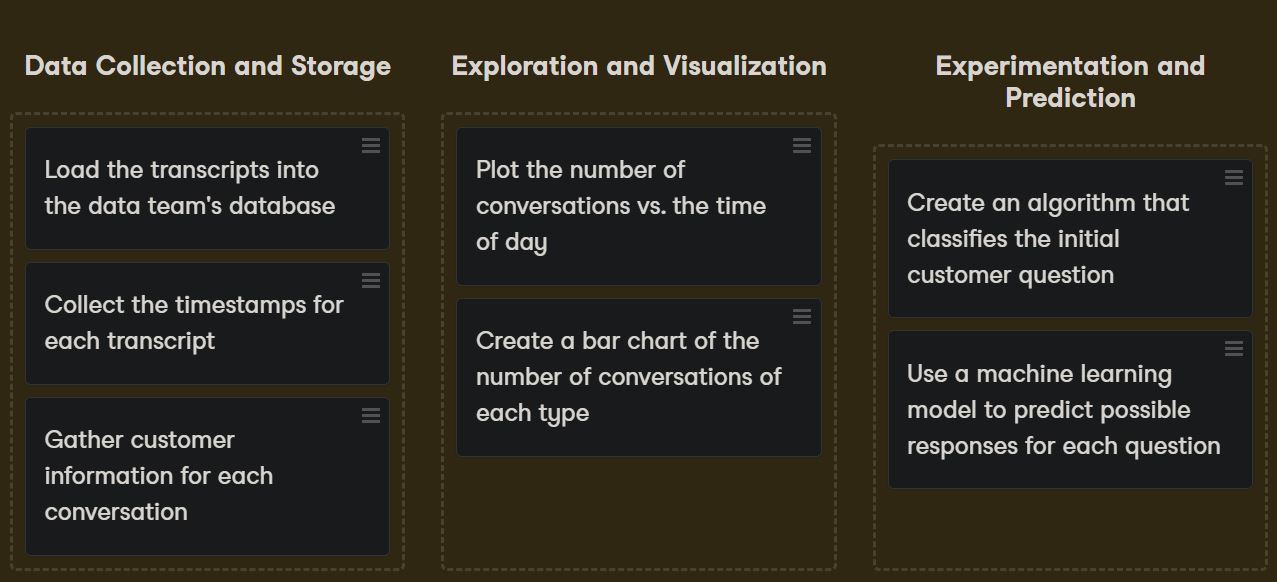 Data Collection and Storage
Load the transcripts into
the data team's database
Collect the timestamps for
each transcript
Gather customer
information for each
conversation
Exploration and Visualization
Plot the number of
conversations vs. the time
of day
Create a bar chart of the
number of conversations of
each type
Experimentation and
Prediction
Create an algorithm that
classifies the initial
customer question
Use a machine learning
model to predict possible
responses for each question